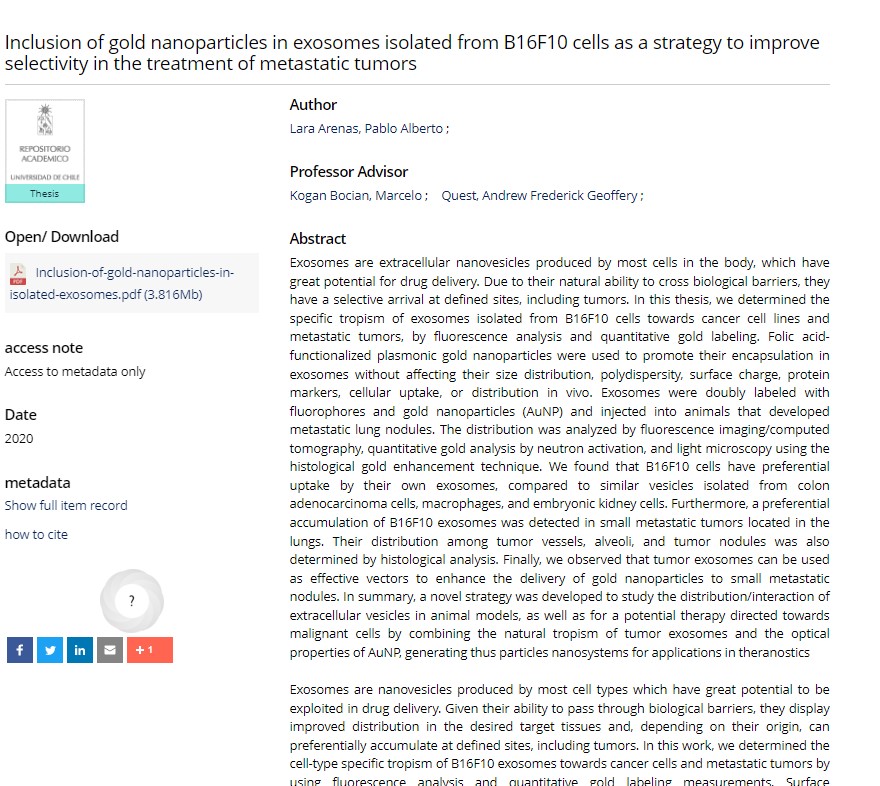 Inclusion of gold nanoparticles in exosomes isolated from B16F10 cells as a strategy to improve
selectivity in the treatment of metastatic tumors
REPOSITORIO
ACADEMICO
UNIVERSIDAD DE CHILE
Thesis
Open/ Download
Inclusion-of-gold-nanoparticles-in-
isolated-exosomes.pdf (3.816Mb)
access note
Access to metadata only
Date
2020
metadata
Show full item record
how to cite
?
f
in
+ 1
Author
Lara Arenas, Pablo Alberto ;
Professor Advisor
Kogan Bocian, Marcelo ; Quest, Andrew Frederick Geoffery ;
Abstract
Exosomes are extracellular nanovesicles produced by most cells in the body, which have
great potential for drug delivery. Due to their natural ability to cross biological barriers, they
have a selective arrival at defined sites, including tumors. In this thesis, we determined the
specific tropism of exosomes isolated from B16F10 cells towards cancer cell lines and
metastatic tumors, by fluorescence analysis and quantitative gold labeling. Folic acid-
functionalized plasmonic gold nanoparticles were used to promote their encapsulation in
exosomes without affecting their size distribution, polydispersity, surface charge, protein
markers, cellular uptake, or distribution in vivo. Exosomes were doubly labeled with
fluorophores and gold nanoparticles (AuNP) and injected into animals that developed
metastatic lung nodules. The distribution was analyzed by fluorescence imaging/computed
tomography, quantitative gold analysis by neutron activation, and light microscopy using the
histological gold enhancement technique. We found that B16F10 cells have preferential
uptake by their own exosomes, compared to similar vesicles isolated from colon
adenocarcinoma cells, macrophages, and embryonic kidney cells. Furthermore, a preferential
accumulation of B16F10 exosomes was detected in small metastatic tumors located in the
lungs. Their distribution among tumor vessels, alveoli, and tumor nodules was also
determined by histological analysis. Finally, we observed that tumor exosomes can be used
as effective vectors to enhance the delivery of gold nanoparticles to small metastatic
nodules. In summary, a novel strategy was developed to study the distribution/interaction of
extracellular vesicles in animal models, as well as for a potential therapy directed towards
malignant cells by combining the natural tropism of tumor exosomes and the optical
properties of AuNP, generating thus particles nanosystems for applications in theranostics
Exosomes are nanovesicles produced by most cell types which have great potential to be
exploited in drug delivery. Given their ability to pass through biological barriers, they display
improved distribution in the desired target tissues and, depending on their origin, can
preferentially accumulate at defined sites, including tumors. In this work, we determined the
cell-type specific tropism of B16F10 exosomes towards cancer cells and metastatic tumors by
using fluorescence analysis and quantitative gold labeling measurements. Surface